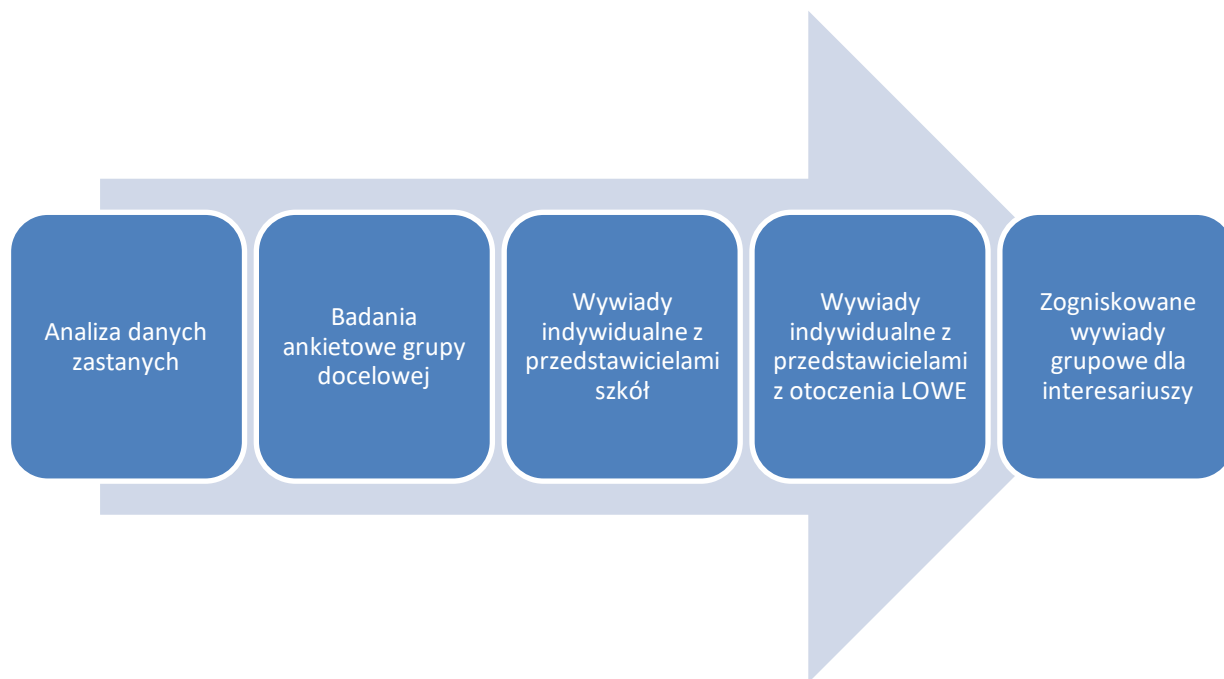 Analiza danych
zastanych
Badania
ankietowe grupy
docelowej
Wywiady
indywidualne z
przedstawicielami
szkół
Wywiady
indywidualne z
przedstawicielami
z otoczenia LOWE
Zogniskowane
wywiady
grupowe dla
interesariuszy